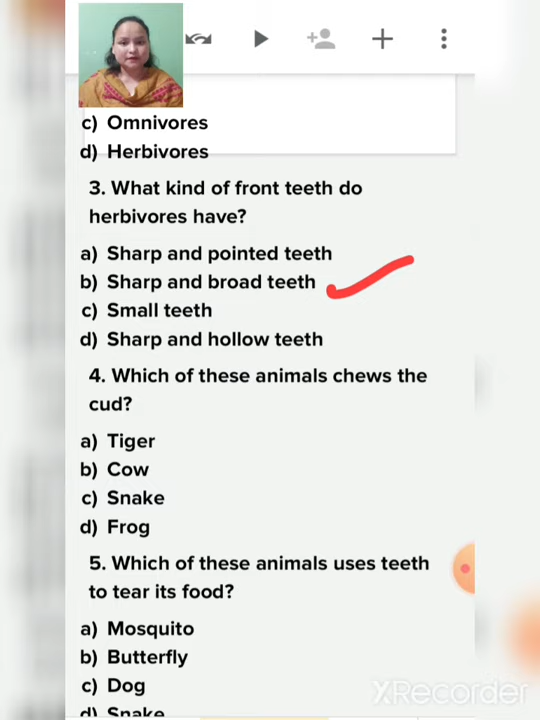 c) Omnivores
d) Herbivores
3. What kind of front teeth do
herbivores have?
a) Sharp and pointed teeth
b) Sharp and broad teeth
c) Small teeth
d) Sharp and hollow teeth
4. Which of these animals chews the
cud?
a) Tiger
b) Cow
c) Snake
d) Frog
5. Which of these animals uses teeth
to tear its food?
a) Mosquito
b) Butterfly
c) Dog
d) Snake
XRecorder